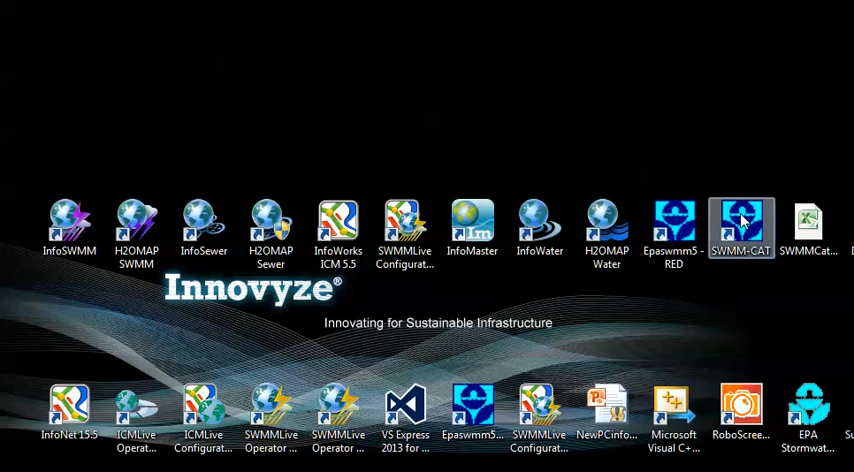 InfoSWMM
H2OMAP
SWMM
InfoSewer
H2OMAP
Sewer
InfoWorks
ICM 5.5
SWMMLive
Configurat...
InfoMaster
InfoWater
H2OMAP
Water
Epaswmm5 -
RED
SWMM-CAT
SWMMCat...
Innovyze®
Innovating for Sustainable Infrastructure
InfoNet 15.5
ICMLive
Operat...
ICMLive
Configurat...
SWMMLive
Operator ...
SWMMLive
Operator ...
VS Express
2013 for ...
Epaswmm5...
SWMMLive
Configurat...
NewPCinfo...
Microsoft
Visual C+...
RoboScree...
EPA
Stormwat...